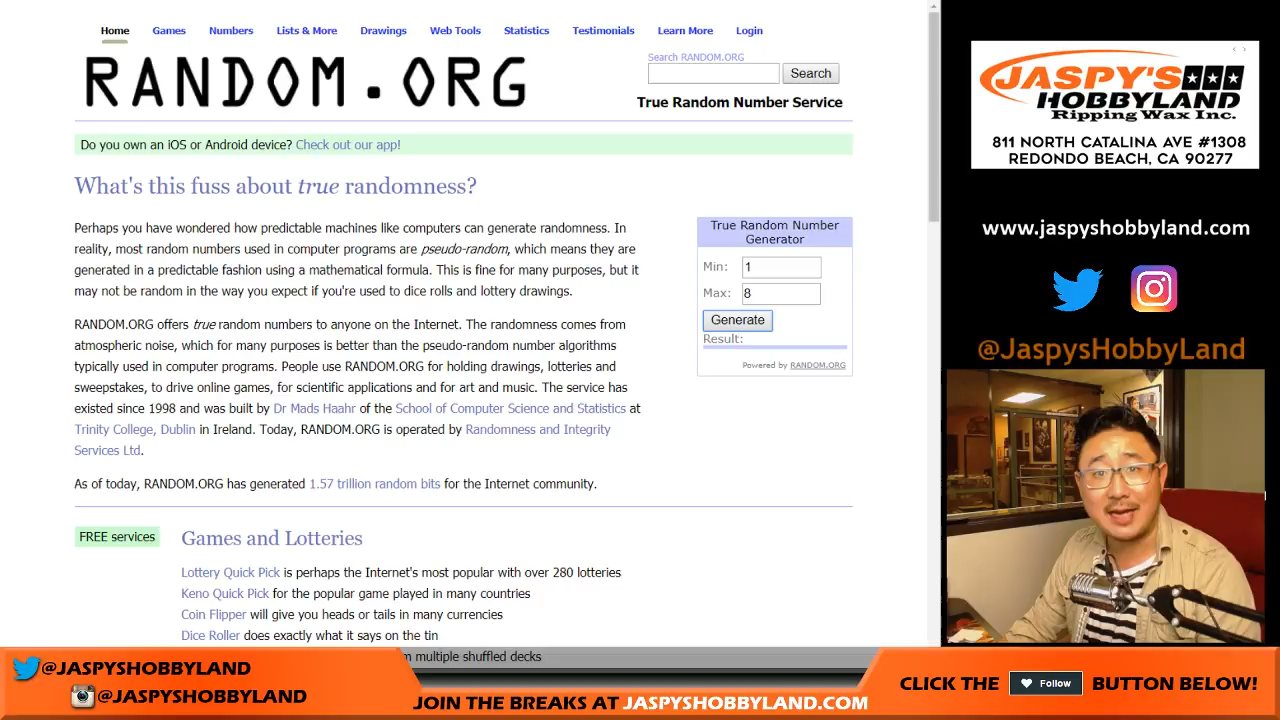 Home Games Numbers Lists & More Drawings Web Tools Statistics Testimonials Learn More Login
RANDOM.ORG
Search RANDOM.ORG
Search
True Random Number Service
Do you own an iOS or Android device? Check out our app!
What's this fuss about true randomness?
Perhaps you have wondered how predictable machines like computers can generate randomness. In
reality, most random numbers used in computer programs are pseudo-random, which means they are
generated in a predictable fashion using a mathematical formula. This is fine for many purposes, but it
may not be random in the way you expect if you're used to dice rolls and lottery drawings.
RANDOM.ORG offers true random numbers to anyone on the Internet. The randomness comes from
atmospheric noise, which for many purposes is better than the pseudo-random number algorithms
typically used in computer programs. People use RANDOM.ORG for holding drawings, lotteries and
sweepstakes, to drive online games, for scientific applications and for art and music. The service has
existed since 1998 and was built by Dr Mads Haahr of the School of Computer Science and Statistics at
Trinity College, Dublin in Ireland. Today, RANDOM.ORG is operated by Randomness and Integrity
Services Ltd.
As of today, RANDOM.ORG has generated 1.57 trillion random bits for the Internet community.
True Random Number
Generator
Min: 1
Max: 8
Generate
Result:
Powered by RANDOM.ORG
FREE services
Games and Lotteries
Lottery Quick Pick is perhaps the Internet's most popular with over 280 lotteries
Keno Quick Pick for the popular game played in many countries
Coin Flipper will give you heads or tails in many currencies
Dice Roller does exactly what it says on the tin
m multiple shuffled decks
JASPY'S
HOBBYLAND
Ripping Wax Inc.
811 NORTH CATALINA AVE #1308
REDONDO BEACH, CA 90277
www.jaspyshobbyland.com
@JaspysHobbyLand
@JASPYSHOBBYLAND
@JASPYSHOBBYLAND
JOIN THE BREAKS AT JASPYSHOBBYLAND.COM
CLICK THE Follow BUTTON BELOW!